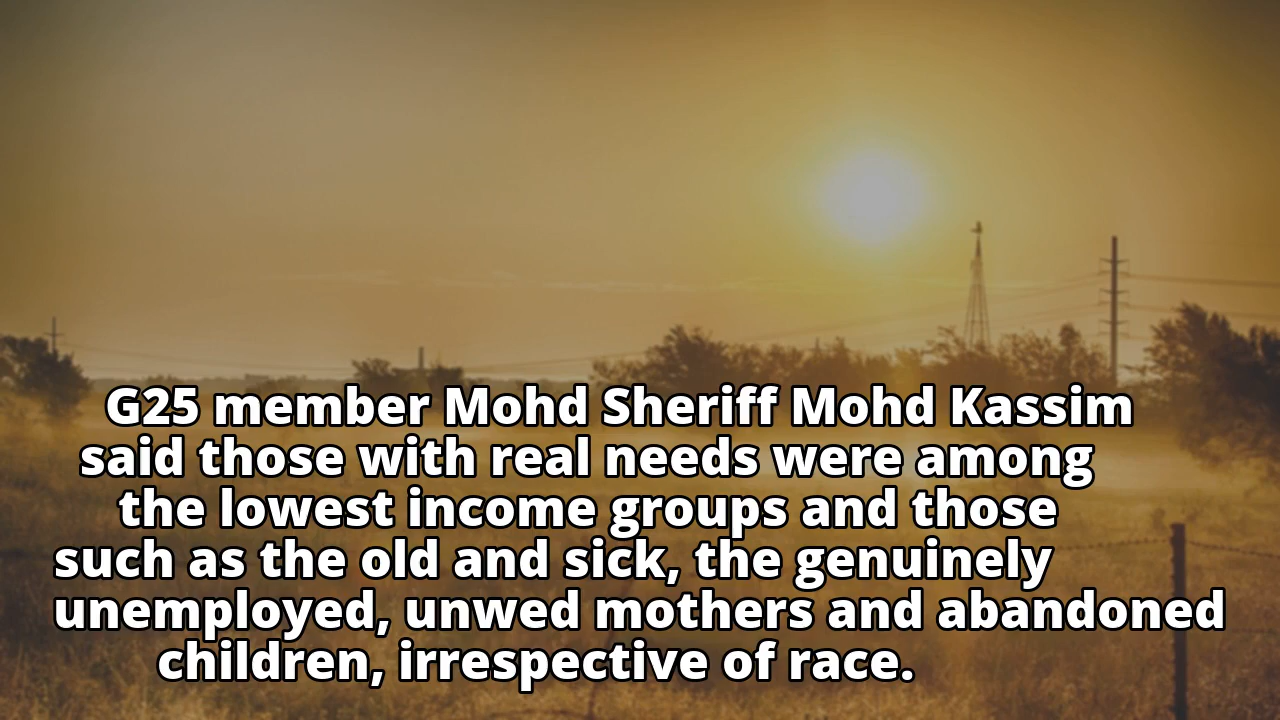 G25 member Mohd Sheriff Mohd Kassim
said those with real needs were among
the lowest income groups and those
such as the old and sick, the genuinely
unemployed, unwed mothers and abandoned
children, irrespective of race.